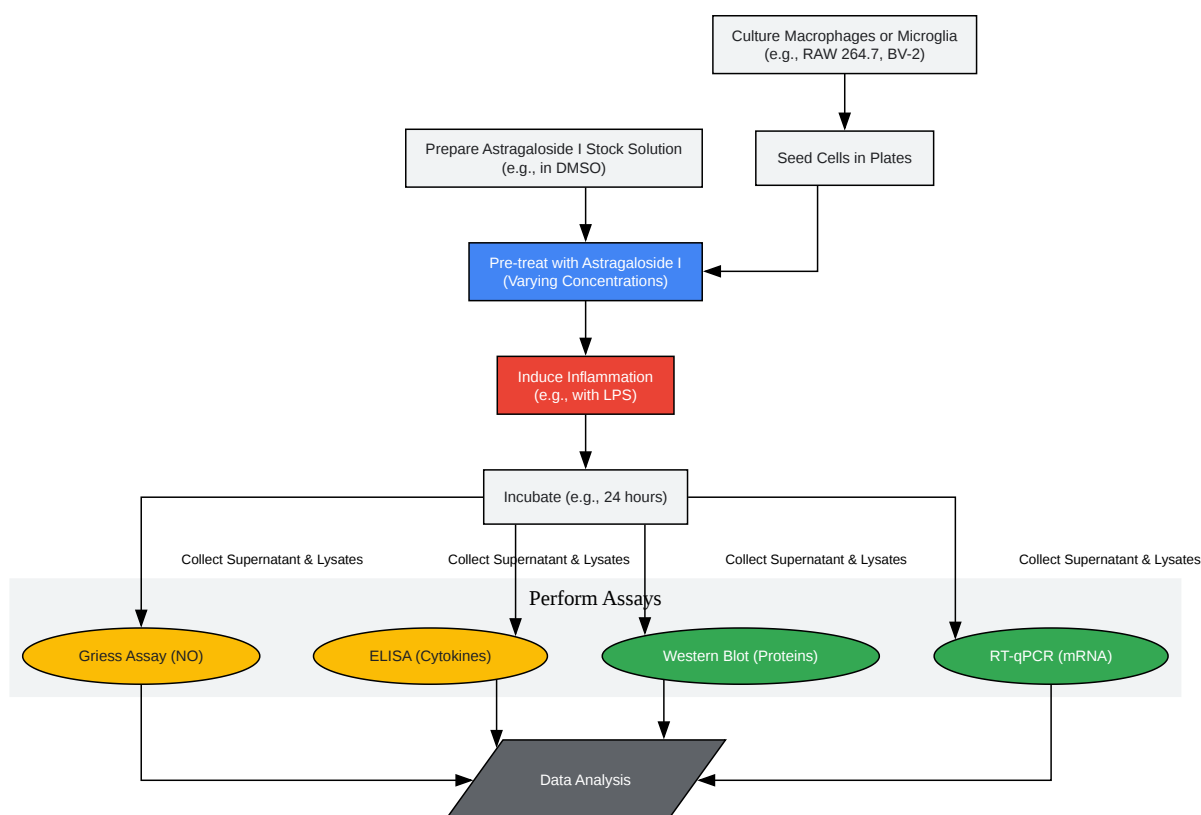 Culture Macrophages or Microglia
(e.g., RAW 264.7, BV-2)
Prepare Astragaloside I Stock Solution
(e.g., in DMSO)
Seed Cells in Plates
Pre-treat with Astragaloside I
(Varying Concentrations)
Induce Inflammation
(e.g., with LPS)
Incubate (e.g., 24 hours)
Collect Supernatant & Lysates
Collect Supernatant & Lysates
Collect Supernatant & Lysates
Collect Supernatant & Lysates
Perform Assays
Griess Assay (NO)
ELISA (Cytokines)
Western Blot (Proteins)
RT-qPCR (mRNA)
Data Analysis